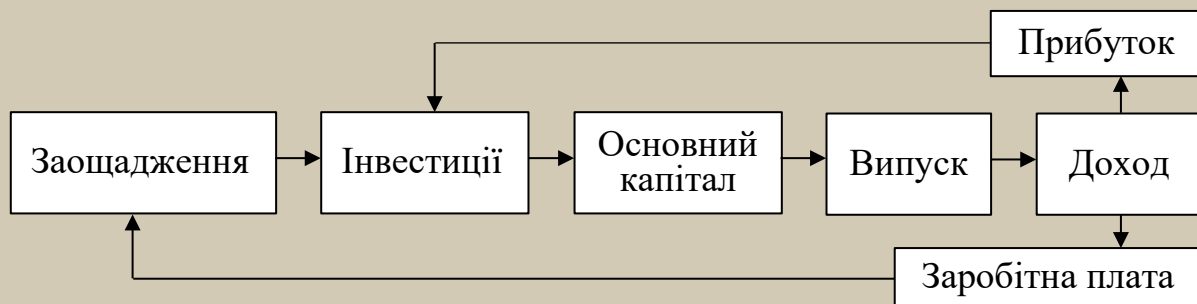 Прибуток
Заощадження
Інвестиції
Основний
капітал
Випуск
Доход
Заробітна плата